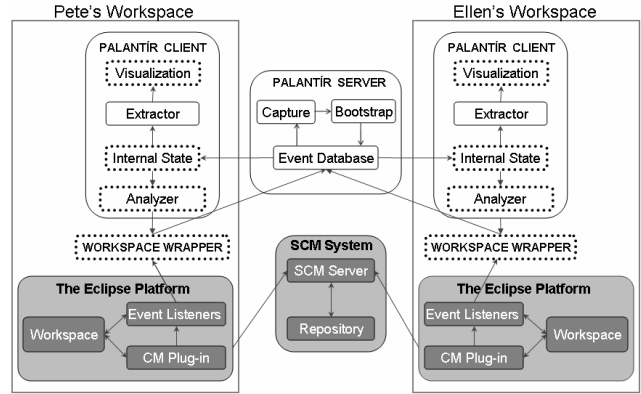 Pete's Workspace
PALANTÍR CLIENT
Visualization
Extractor
Internal State
Analyzer
WORKSPACE WRAPPER
The Eclipse Platform
Event Listeners
Workspace
CM Plug-in
PALANTÍR SERVER
Capture
Bootstrap
Event Database
SCM System
SCM Server
Repository
Ellen's Workspace
PALANTÍR CLIENT
Visualization
Extractor
Internal State
Analyzer
WORKSPACE WRAPPER
The Eclipse Platform
Event Listeners
Workspace
CM Plug-in